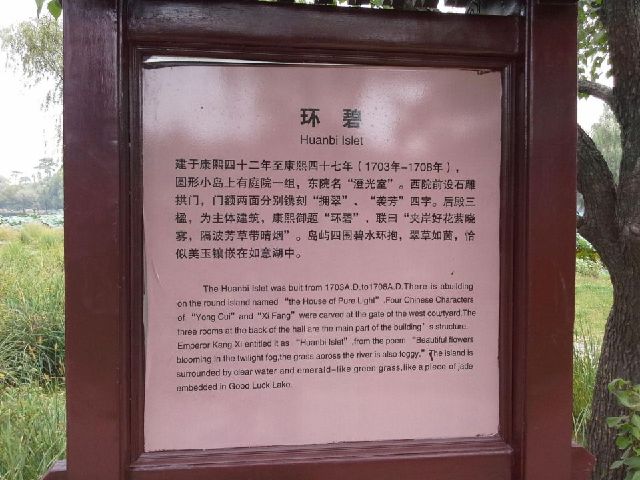 环 碧
Huanbi Islet
建于康熙四十二年至康熙四十七年（1703年-1708年），
圆形小岛上有庭院一组，东院名“澄光室”。西院前设石雕
拱门，门额两面分别镌刻“拥翠”、“袭芳”四字。后殿三
楹，为主体建筑，康熙御题“环碧”，联曰“夹岸好花萦晓
雾，隔波芳草带晴烟”。岛屿四围碧水环抱，翠草如茵，恰
似美玉镶嵌在如意湖中。
The Huanbi Islet was buit from 1703A.D.to1708A.D.There is abuilding
on the round island named “the House of Pure Light” .Four Chinese Characters
of “Yong Cui” and “Xi Fang” were carved at the gate of the west courtyard.The
three rooms at the back of the hall are the main part of the building's structure.
Emperor Kang Xi entitled it as “Huanbi Islet” ,from the poem “Beautiful flowers
blooming in the twilight fog,the grass across the river is also foggy.” The island is
surrounded by clear water and emerald-like green grass,like a piece of jade
embedded in Good Luck Lake.